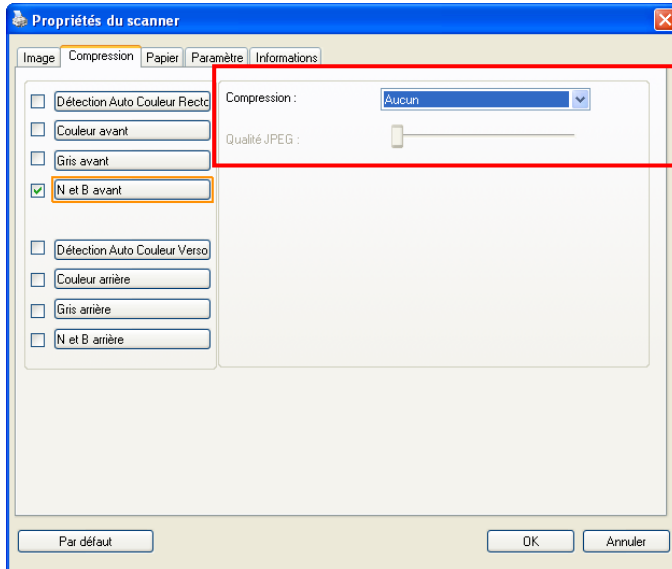 Propriétés du scanner
Image Compression Papier Paramètre Informations
Détection Auto Couleur Recto
Couleur avant
Gris avant
N et B avant
Détection Auto Couleur Verso
Couleur arrière
Gris arrière
N et B arrière
Compression : Aucun
Qualité JPEG :
Par défaut OK Annuler